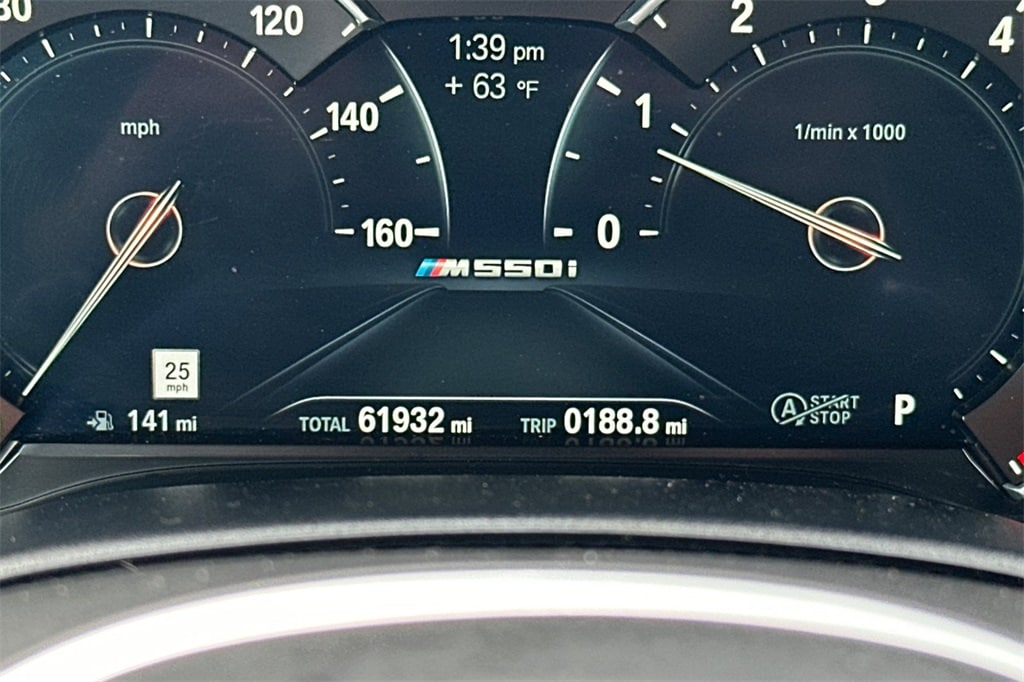 80
120
140
160
mph
1:39 pm
+ 63 °F
0
1
2
4
1/min x 1000
M550i
25
mph
141 mi
TOTAL 61932 mi
TRIP 0188.8 mi
A START
STOP
P